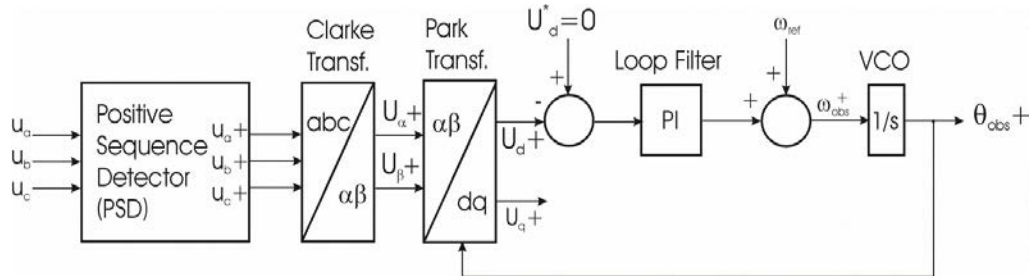 Clarke
Transf.
Park
Transf.
U*d=0
Loop Filter
ωref
VCO
ua
ub
uc
Positive
Sequence
Detector
(PSD)
ua+
ub+
uc+
abc
αβ
Uα+
Uβ+
αβ
dq
Ud+
Uq+
-
+
PI
+
+
ωobs+
1/s
θobs+